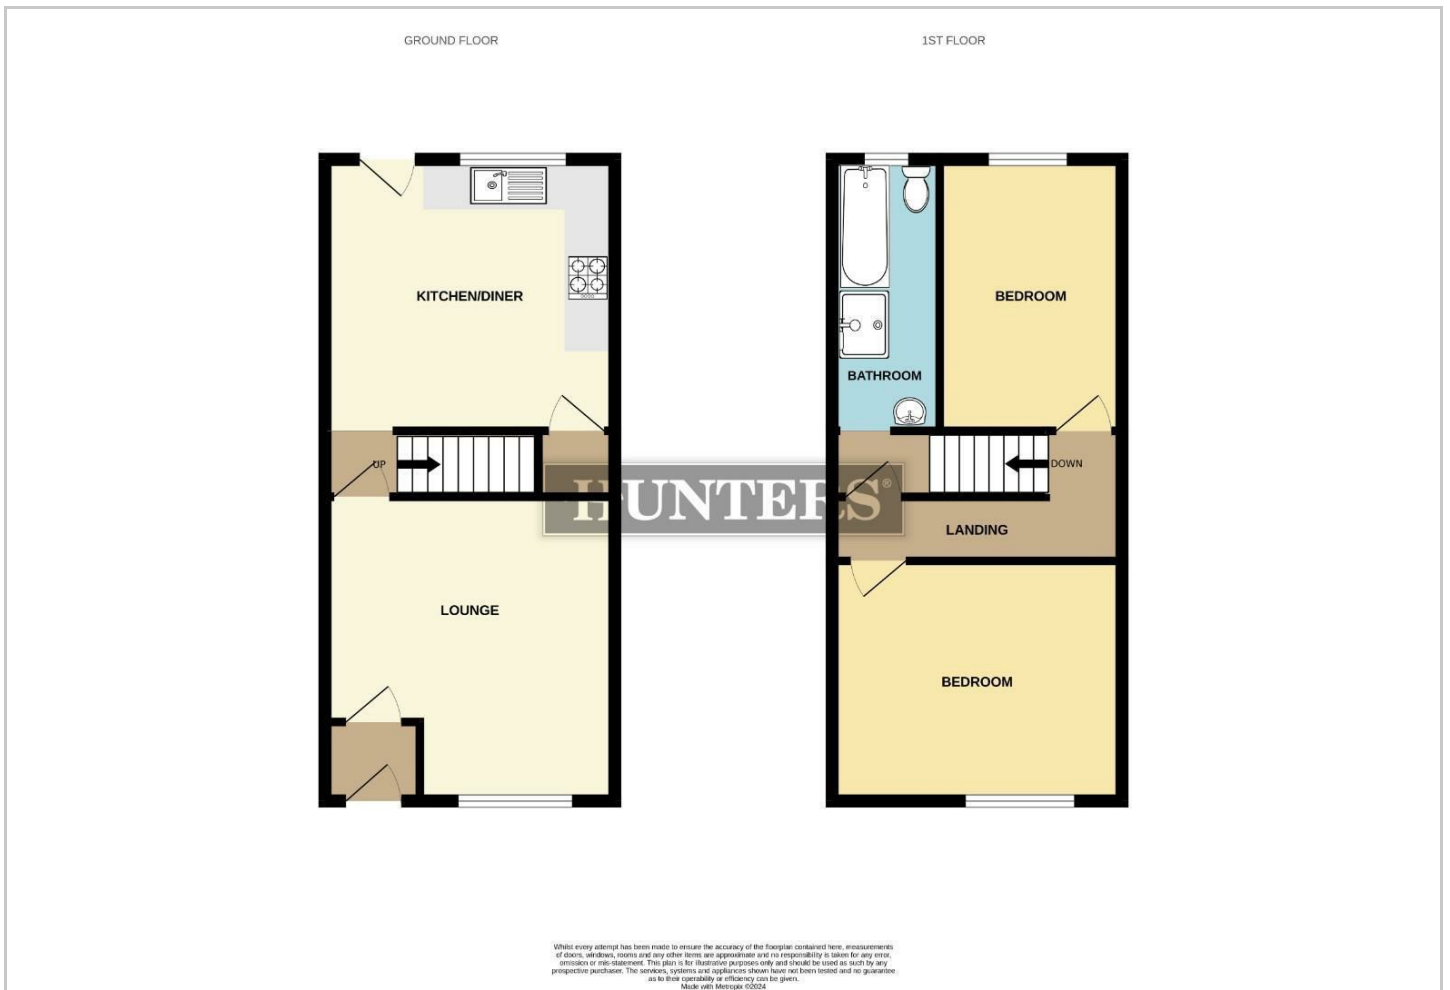 GROUND FLOOR
1ST FLOOR
KITCHEN/DINER
BEDROOM
BATHROOM
UP
DOWN
HUNTERS®
LANDING
LOUNGE
BEDROOM
Whilst every attempt has been made to ensure the accuracy of the floorplan contained here, measurements
of doors, windows, rooms and any other items are approximate and no responsibility is taken for any error,
omission or mis-statement. This plan is for illustrative purposes only and should be used as such by any
prospective purchaser. The services, systems and appliances shown have not been tested and no guarantee
as to their operability or efficiency can be given.
Made with Metropix ©2024